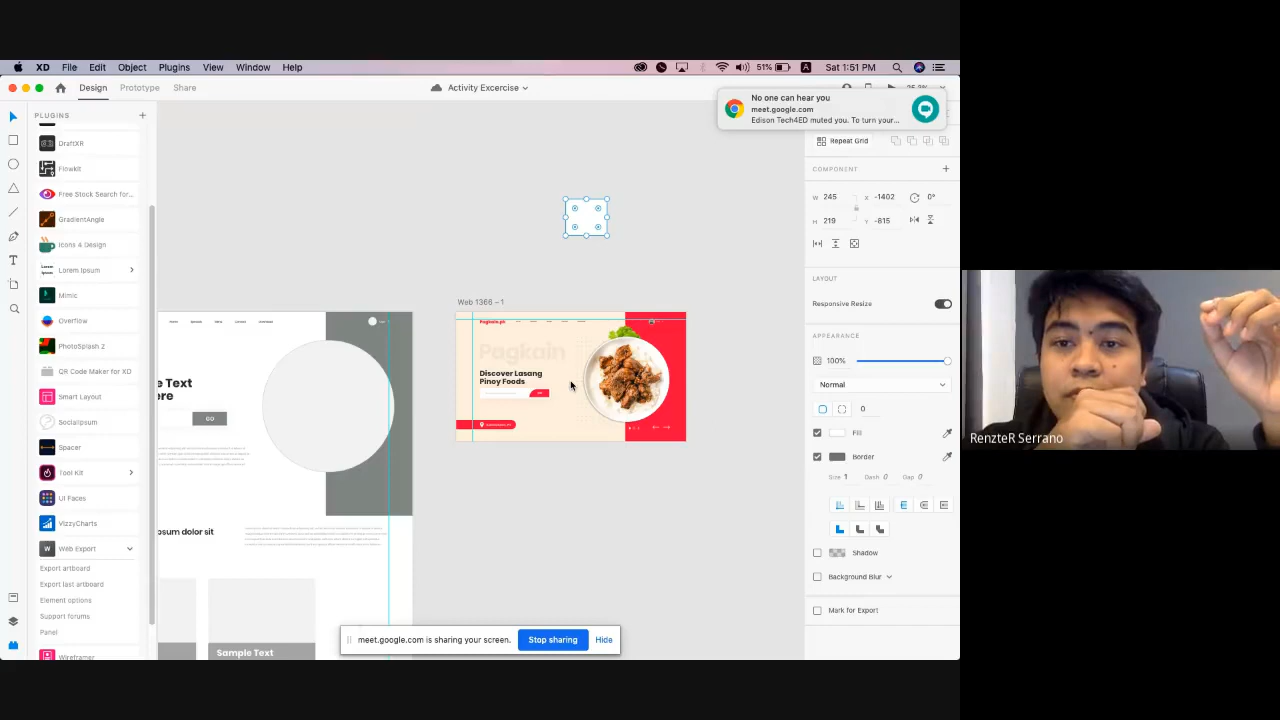 XD File Edit Object Plugins View Window Help
51% A Sat 1:51 PM
Design Prototype Share
Activity Excercise
No one can hear you
meet.google.com
Edison Tech4ED muted you. To turn your...
PLUGINS
DraftXR
Flowkit
Free Stock Search for...
GradientAngle
Icons & Design
Lorem Ipsum
Mimic
Overflow
PhotoSplash 2
QR Code Maker for XD
Smart Layout
SocialIpsum
Spacer
Tool Kit
UI Faces
VizzyCharts
Web Export
Export artboard
Export last artboard
Element options
Support forums
Panel
Wireframer
e Text
ere
GO
psum dolor sit
Sample Text
Web 1366 – 1
Pagkain.ph
Pagkain
Discover Lasang
Pinoy Foods
Repeat Grid
COMPONENT
W 245 X -1402 0°
H 219 Y -815
LAYOUT
Responsive Resize
APPEARANCE
100%
Normal
0
Fill
Border
Size 1 Dash 0 Gap 0
Shadow
Background Blur
Mark for Export
meet.google.com is sharing your screen. Stop sharing Hide
RenzteR Serrano